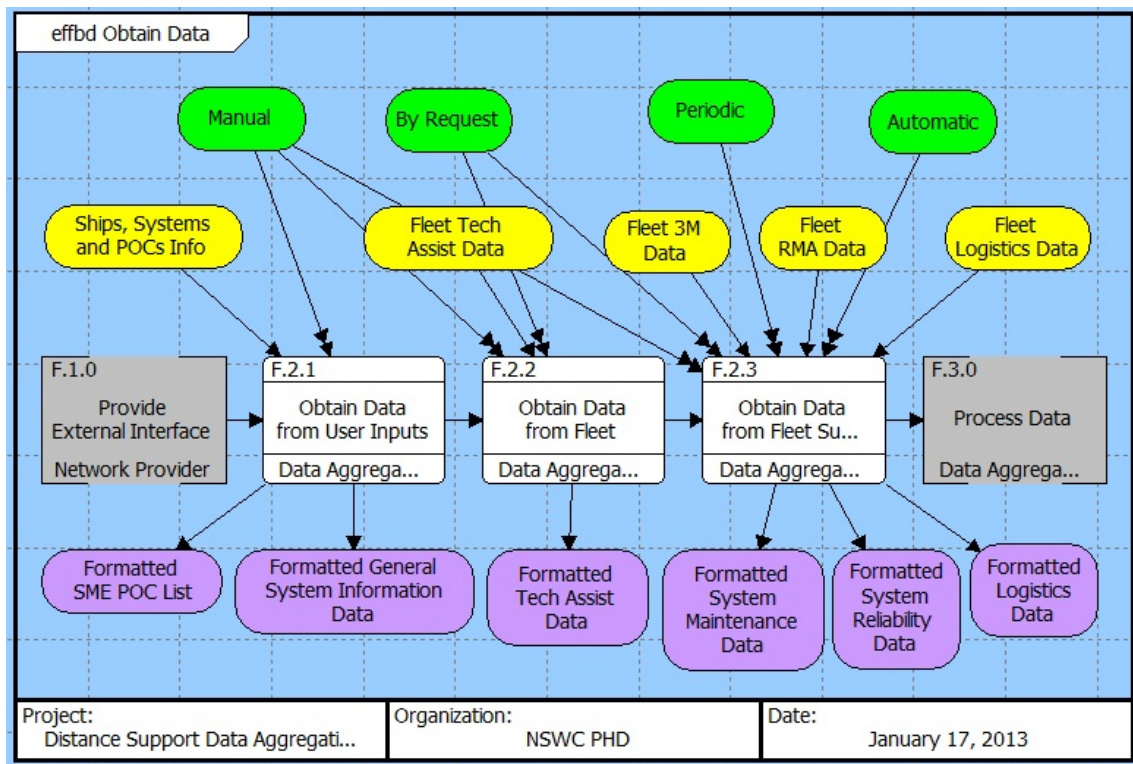 effbd Obtain Data
Manual
By Request
Periodic
Automatic
Ships, Systems
and POCs Info
Fleet Tech
Assist Data
Fleet 3M
Data
Fleet
RMA Data
Fleet
Logistics Data
F.1.0
Provide
External Interface
Network Provider
F.2.1
Obtain Data
from User Inputs
Data Aggrega...
F.2.2
Obtain Data
from Fleet
Data Aggrega...
F.2.3
Obtain Data
from Fleet Su...
Data Aggrega...
F.3.0
Process Data
Data Aggrega...
Formatted
SME POC List
Formatted General
System Information
Data
Formatted
Tech Assist
Data
Formatted
System
Maintenance
Data
Formatted
System
Reliability
Data
Formatted
Logistics
Data
Project:
Distance Support Data Aggregati...
Organization:
NSWC PHD
Date:
January 17, 2013